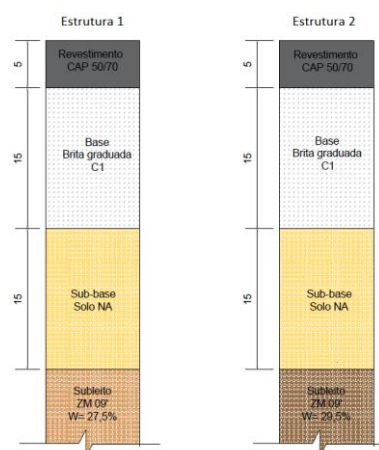 Estrutura 1
5
Revestimento
CAP 50/70
15
Base
Brita graduada
C1
15
Sub-base
Solo NA
Subleito
ZM 09'
W= 27,5%
Estrutura 2
5
Revestimento
CAP 50/70
15
Base
Brita graduada
C1
15
Sub-base
Solo NA
Subleito
ZM 09'
W= 29,5%